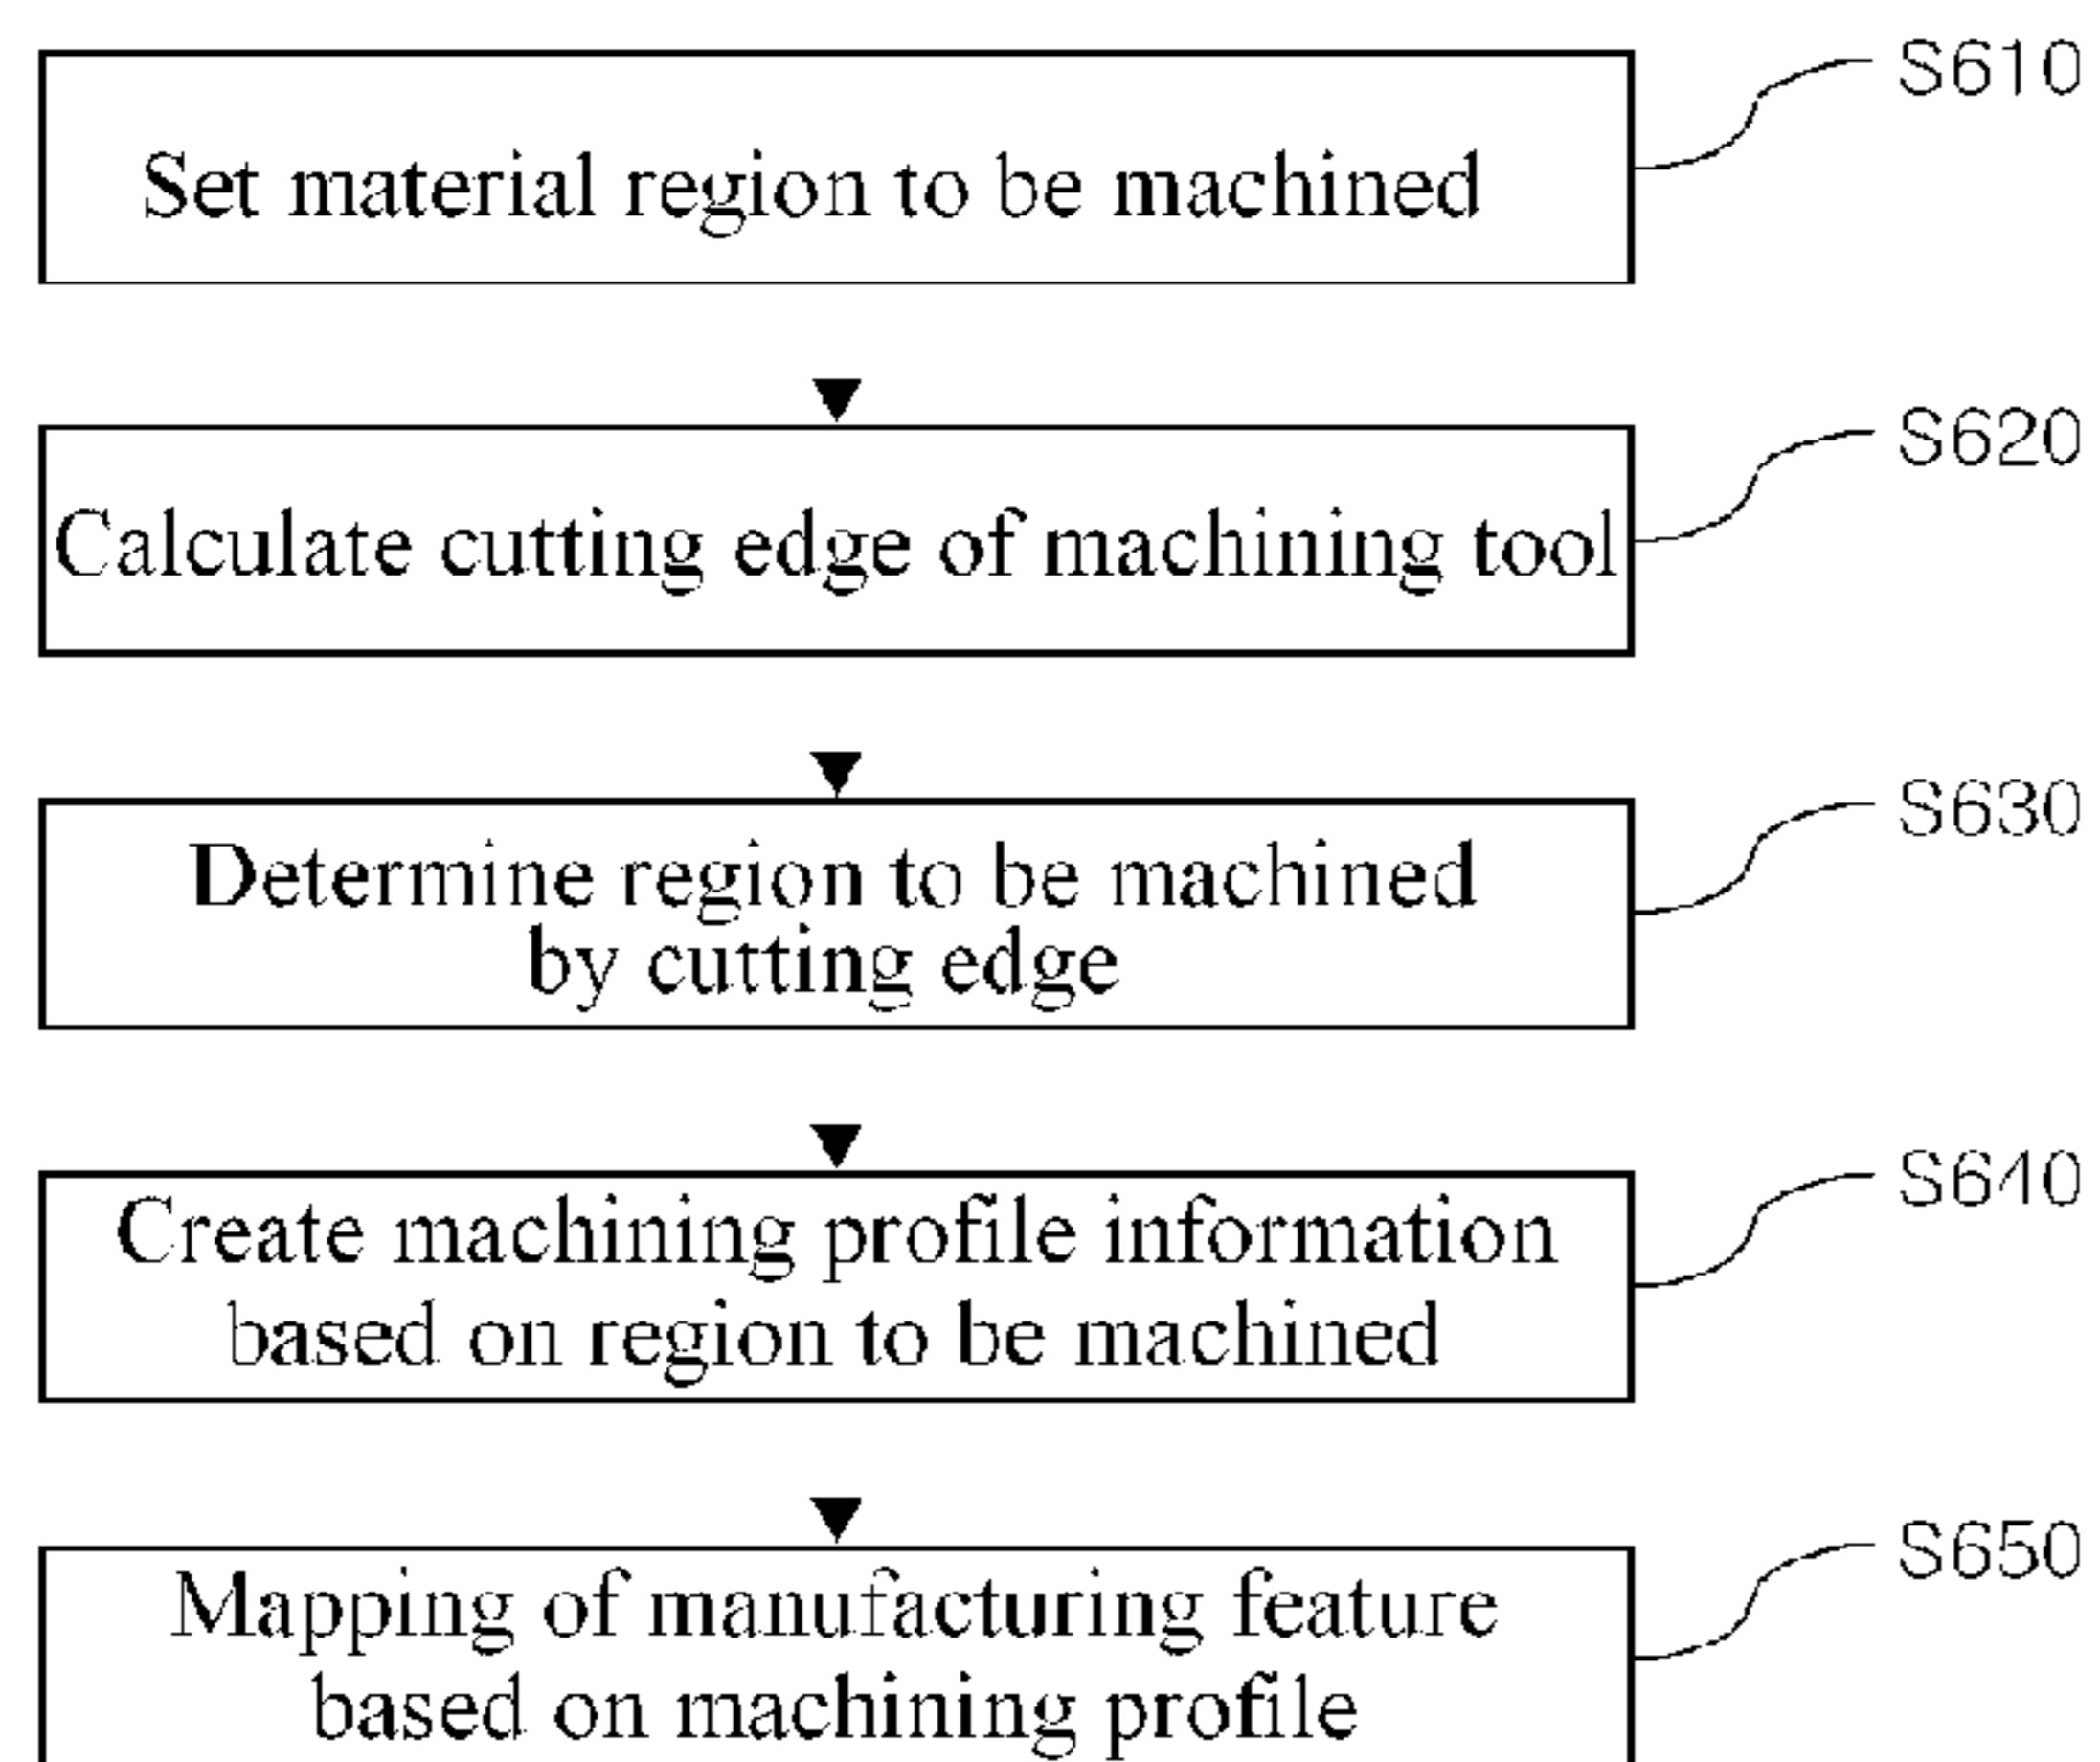 S610
Set material region to be machined
S620
Calculate cutting edge of machining tool
S630
Determine region to be machined
by cutting edge
S640
Create machining profile information
based on region to be machined
S650
Mapping of manufacturing feature
based on machining profile